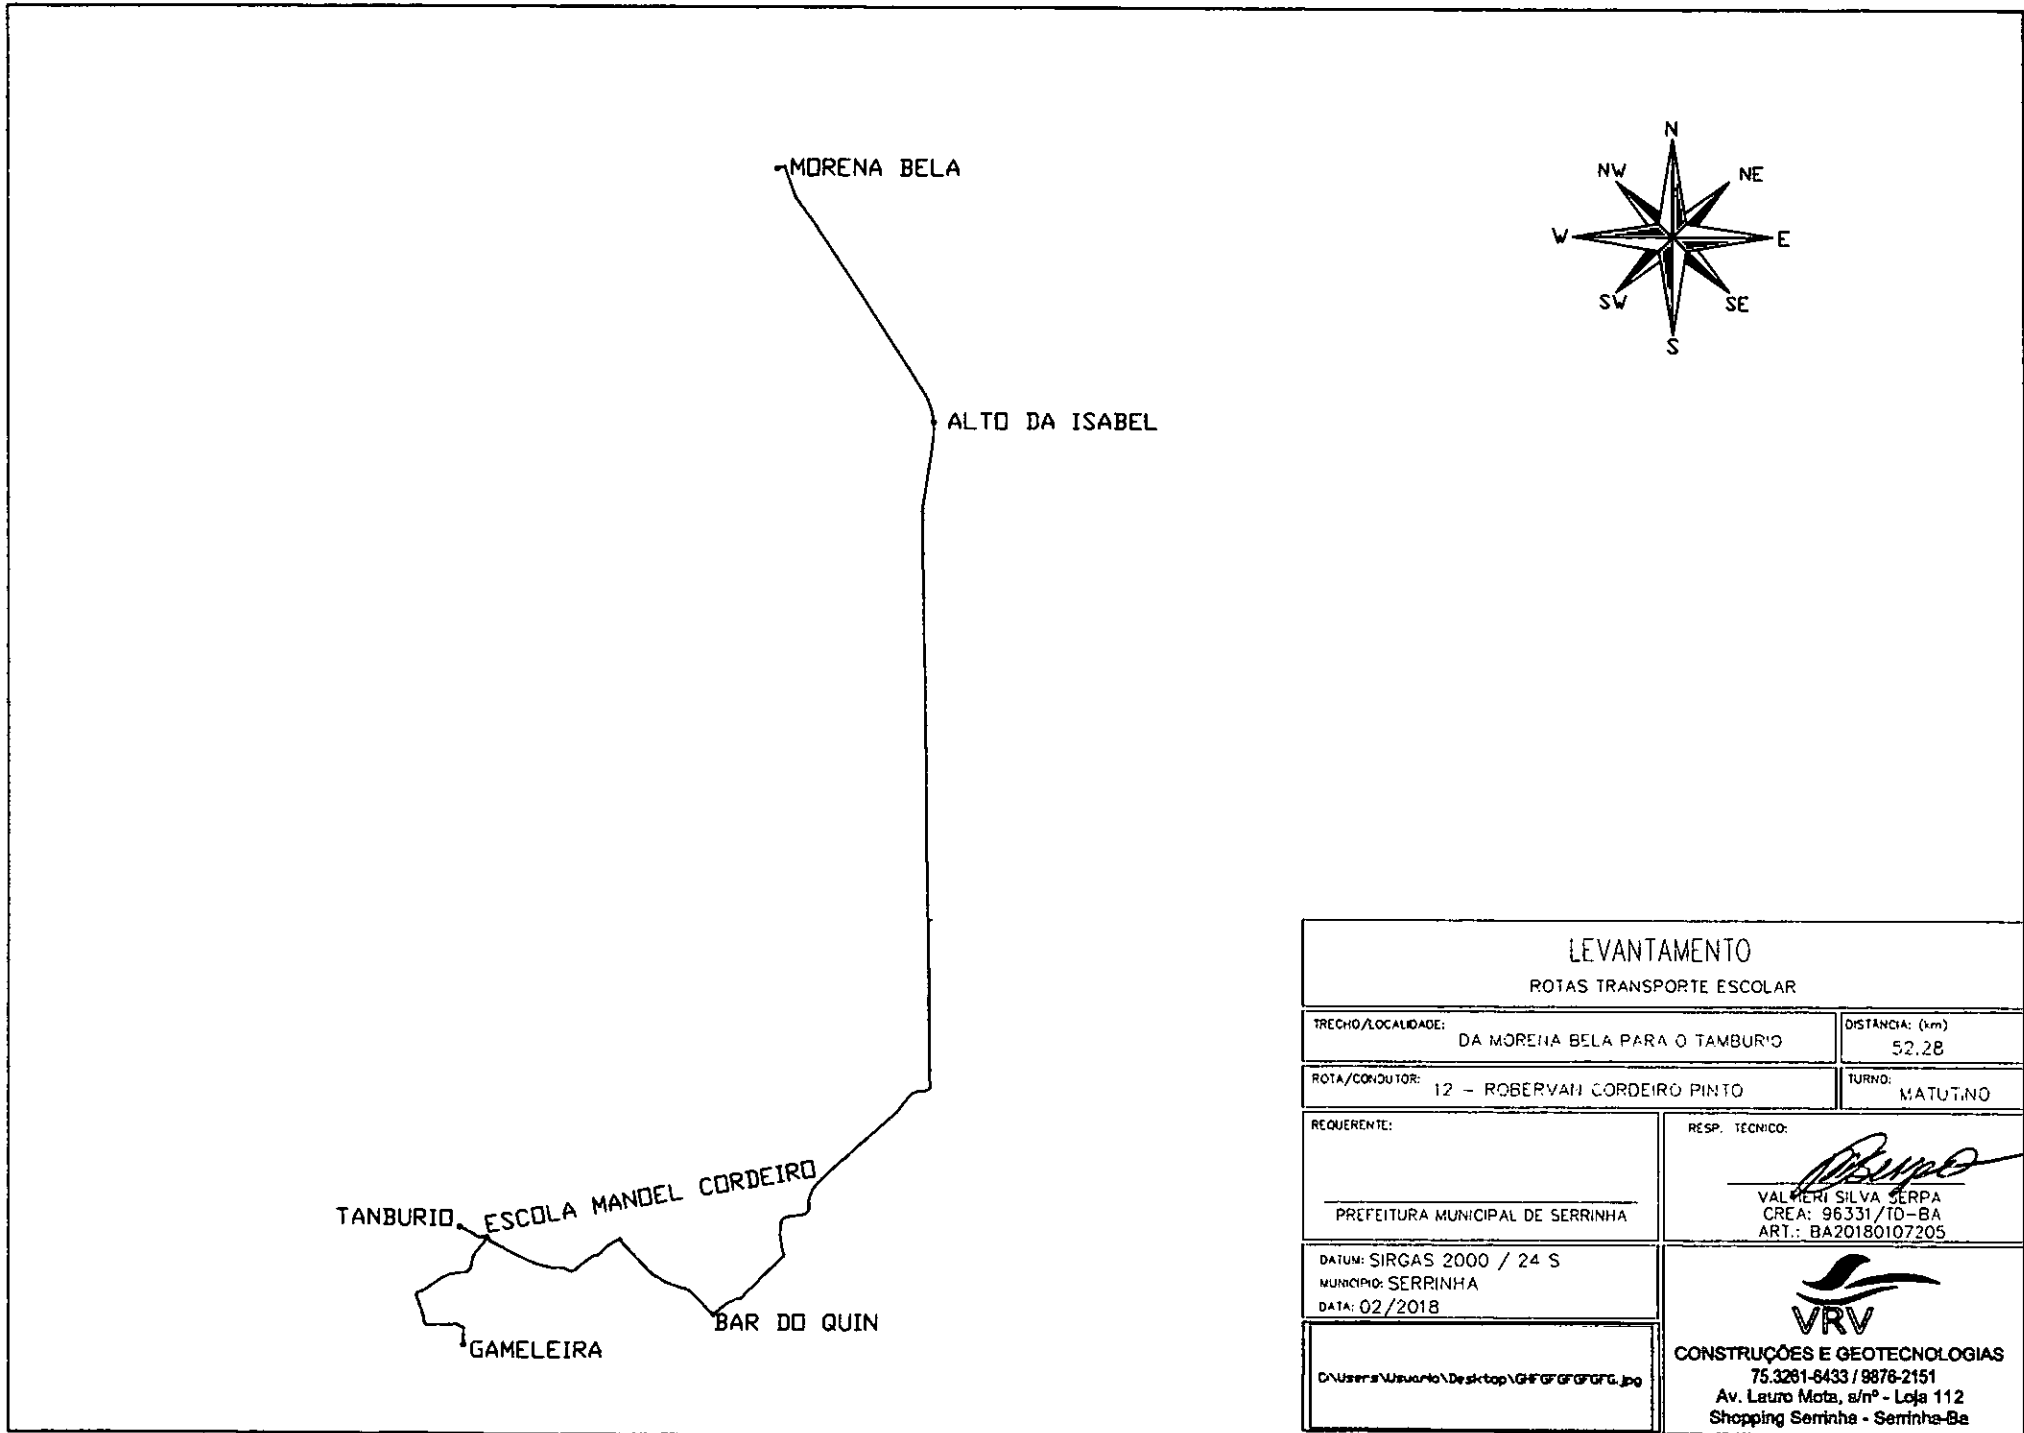 MORENA BELA
N
NW
NE
W
E
SW
SE
S
ALTO DA ISABEL
ESCOLA MANOEL CORDEIRO
TANBURIO
BAR DO QUIN
GAMELEIRA
LEVANTAMENTO
ROTAS TRANSPORTE ESCOLAR
TRECHO/LOCALIDADE:
DA MORENA BELA PARA O TAMBURIO
DISTÂNCIA: (km)
52.28
ROTA/CONDUTOR:
12 - ROBERVAN CORDEIRO PINTO
TURNO:
MATUTINO
REQUERENTE:
PREFEITURA MUNICIPAL DE SERRINHA
RESP. TÉCNICO:
SILVA SERPA
CREA: 96331/TD-BA
ART.: BA20180107205
DATUM: SIRGAS 2000 / 24 S
MUNICIPIO: SERRINHA
DATA: 02/2018
C:\Users\Usuario\Desktop\GHFGFGFGFGFG.jpg
VRV
CONSTRUÇÕES E GEOTECNOLOGIAS
75.3261-6433 / 9876-2151
Av. Lauro Mota, s/nº - Loja 112
Shopping Serrinha - Serrinha-Ba